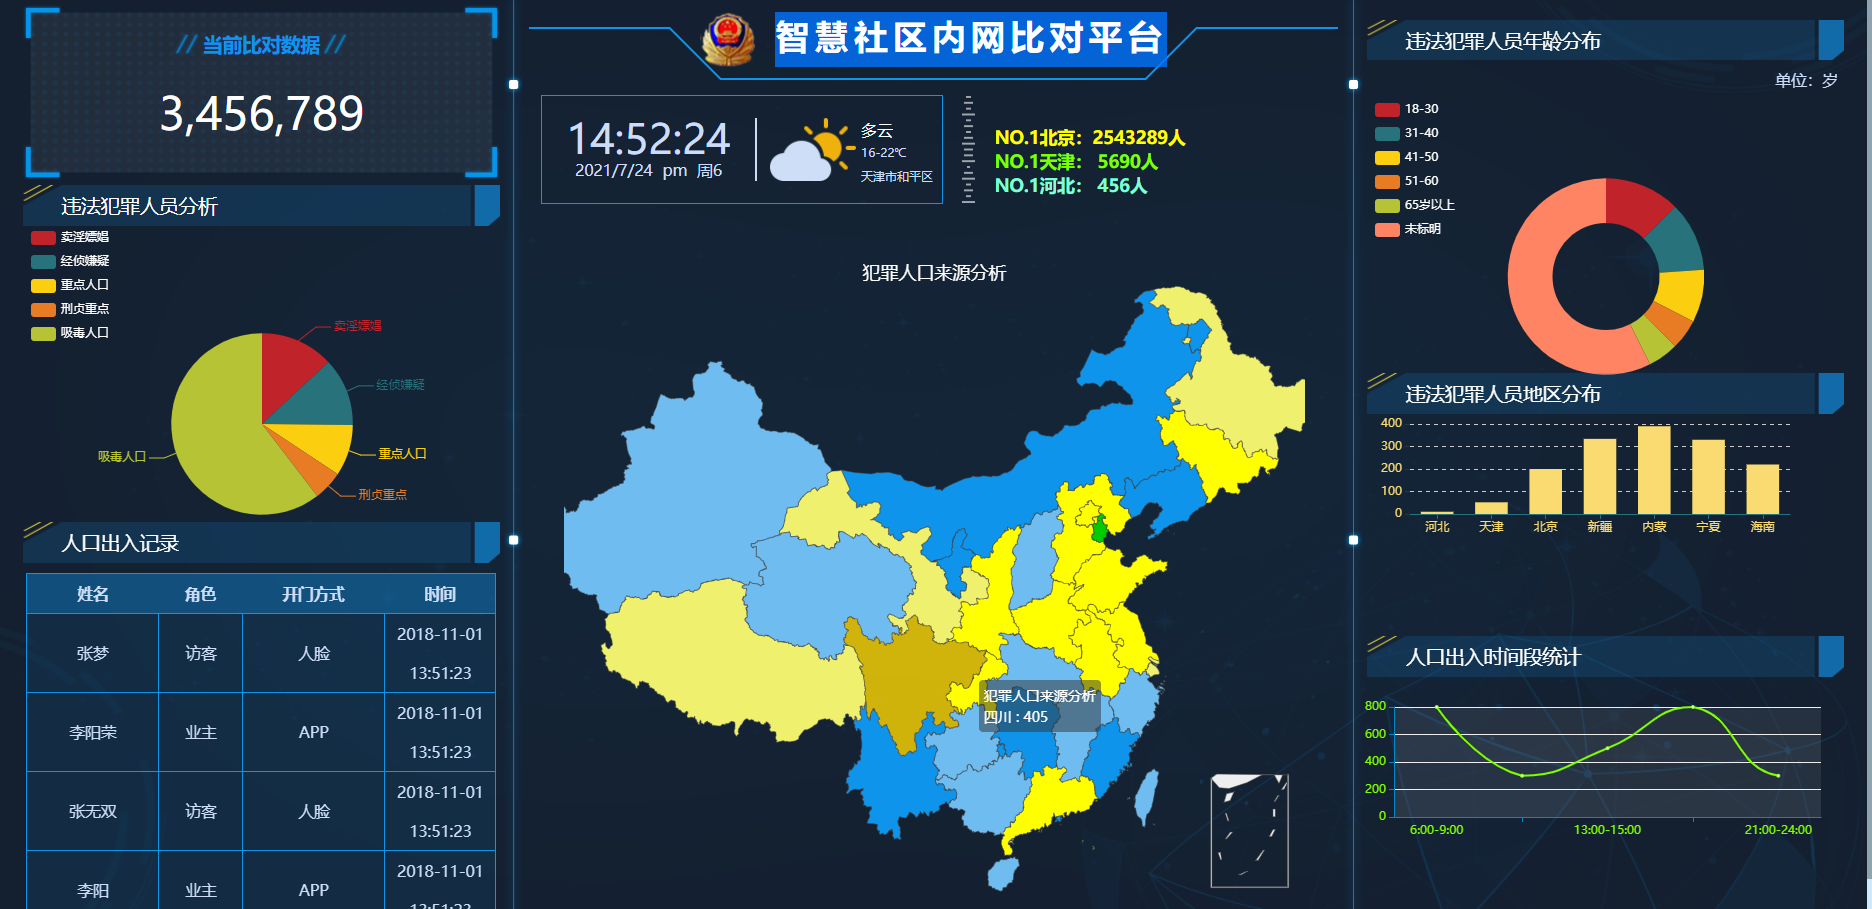 // 当前比对数据 //
3,456,789
违法犯罪人员分析
卖淫嫖娼
经侦嫌疑
重点人口
刑贞重点
吸毒人口
卖淫嫖娼
经侦嫌疑
重点人口
刑贞重点
吸毒人口
人口出入记录
姓名 角色 开门方式 时间
张梦 访客 人脸 2018-11-01
13:51:23
李阳荣 业主 APP 2018-11-01
13:51:23
张无双 访客 人脸 2018-11-01
13:51:23
李阳 业主 APP 2018-11-01
13:51:23
智慧社区内网比对平台
14:52:24
2021/7/24 pm 周6
多云
16-22℃
天津市和平区
NO.1北京：2543289人
NO.1天津： 5690人
NO.1河北： 456人
犯罪人口来源分析
犯罪人口来源分析
四川 : 405
违法犯罪人员年龄分布
单位：岁
18-30
31-40
41-50
51-60
65岁以上
未标明
违法犯罪人员地区分布
400
300
200
100
0
河北 天津 北京 新疆 内蒙 宁夏 海南
人口出入时间段统计
800
600
400
200
0
6:00-9:00 13:00-15:00 21:00-24:00